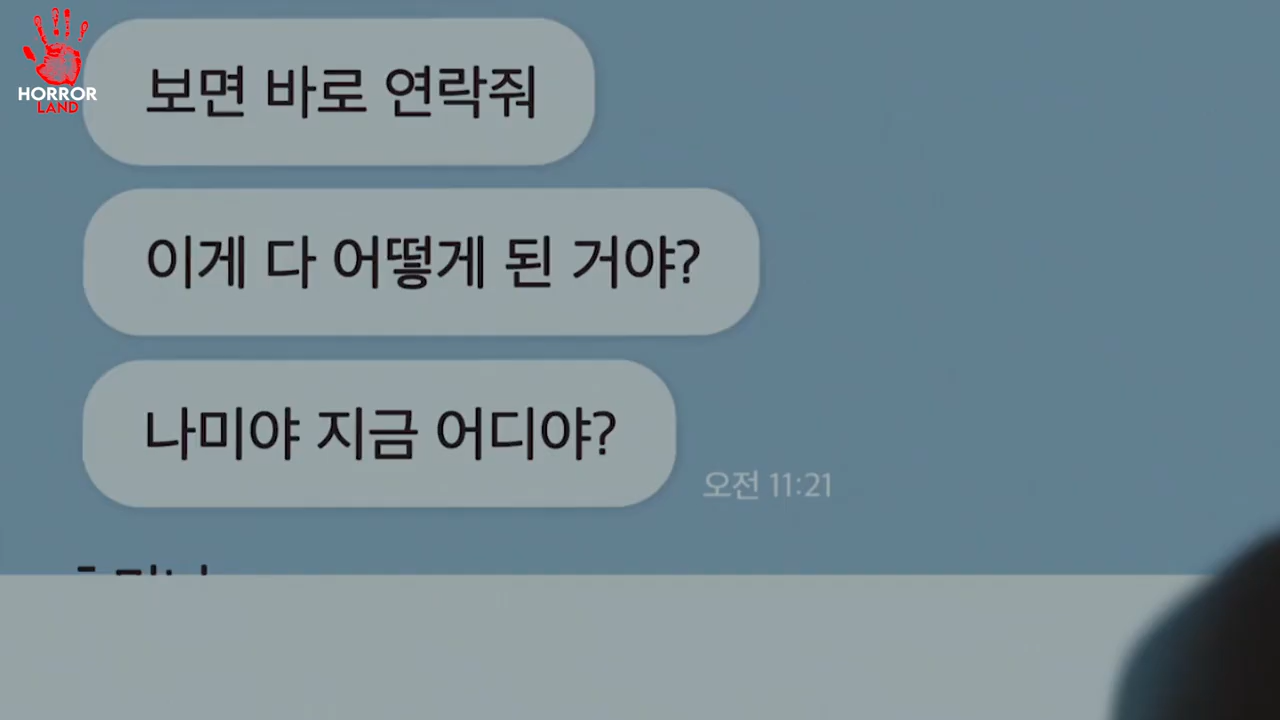 HORROR
LAND
보면 바로 연락줘
이게 다 어떻게 된 거야?
나미야 지금 어디야?
오전 11:21